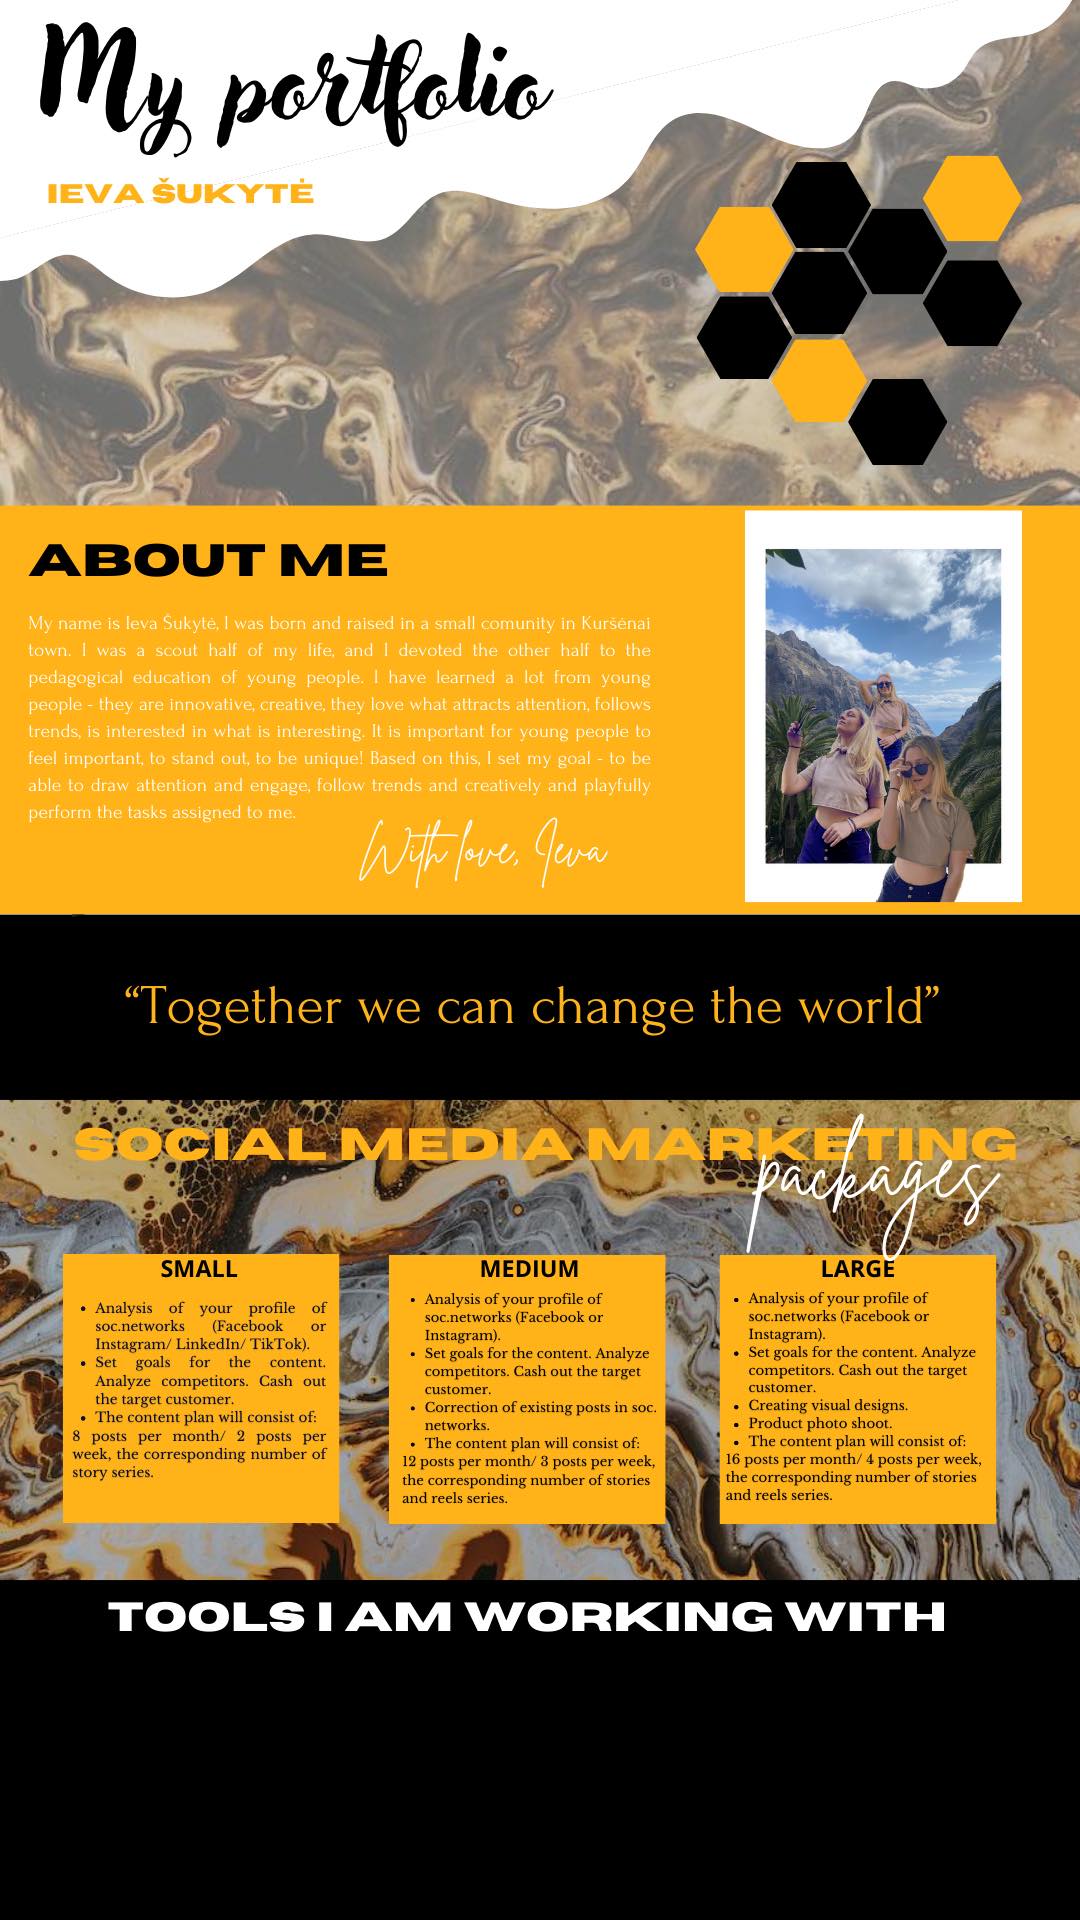 My portfolio
IEVA ŠUKYTĖ
ABOUT ME
My name is Ieva Šukytė, I was born and raised in a small comunity in Kuršėnai
town. I was a scout half of my life, and I devoted the other half to the
pedagogical education of young people. I have learned a lot from young
people - they are innovative, creative, they love what attracts attention, follows
trends, is interested in what is interesting. It is important for young people to
feel important, to stand out, to be unique! Based on this, I set my goal - to be
able to draw attention and engage, follow trends and creatively and playfully
perform the tasks assigned to me.
With love, Ieva
“Together we can change the world”
SOCIAL MEDIA MARKETING
packages
SMALL
• Analysis of your profile of
soc.networks (Facebook or
Instagram/ LinkedIn/ TikTok).
• Set goals for the content.
Analyze competitors. Cash out
the target customer.
• The content plan will consist of:
8 posts per month/ 2 posts per
week, the corresponding number of
story series.
MEDIUM
• Analysis of your profile of
soc.networks (Facebook or
Instagram).
• Set goals for the content. Analyze
competitors. Cash out the target
customer.
• Correction of existing posts in soc.
networks.
• The content plan will consist of:
12 posts per month/ 3 posts per week,
the corresponding number of stories
and reels series.
LARGE
• Analysis of your profile of
soc.networks (Facebook or
Instagram).
• Set goals for the content. Analyze
competitors. Cash out the target
customer.
• Creating visual designs.
• Product photo shoot.
• The content plan will consist of:
16 posts per month/ 4 posts per week,
the corresponding number of stories
and reels series.
TOOLS I AM WORKING WITH